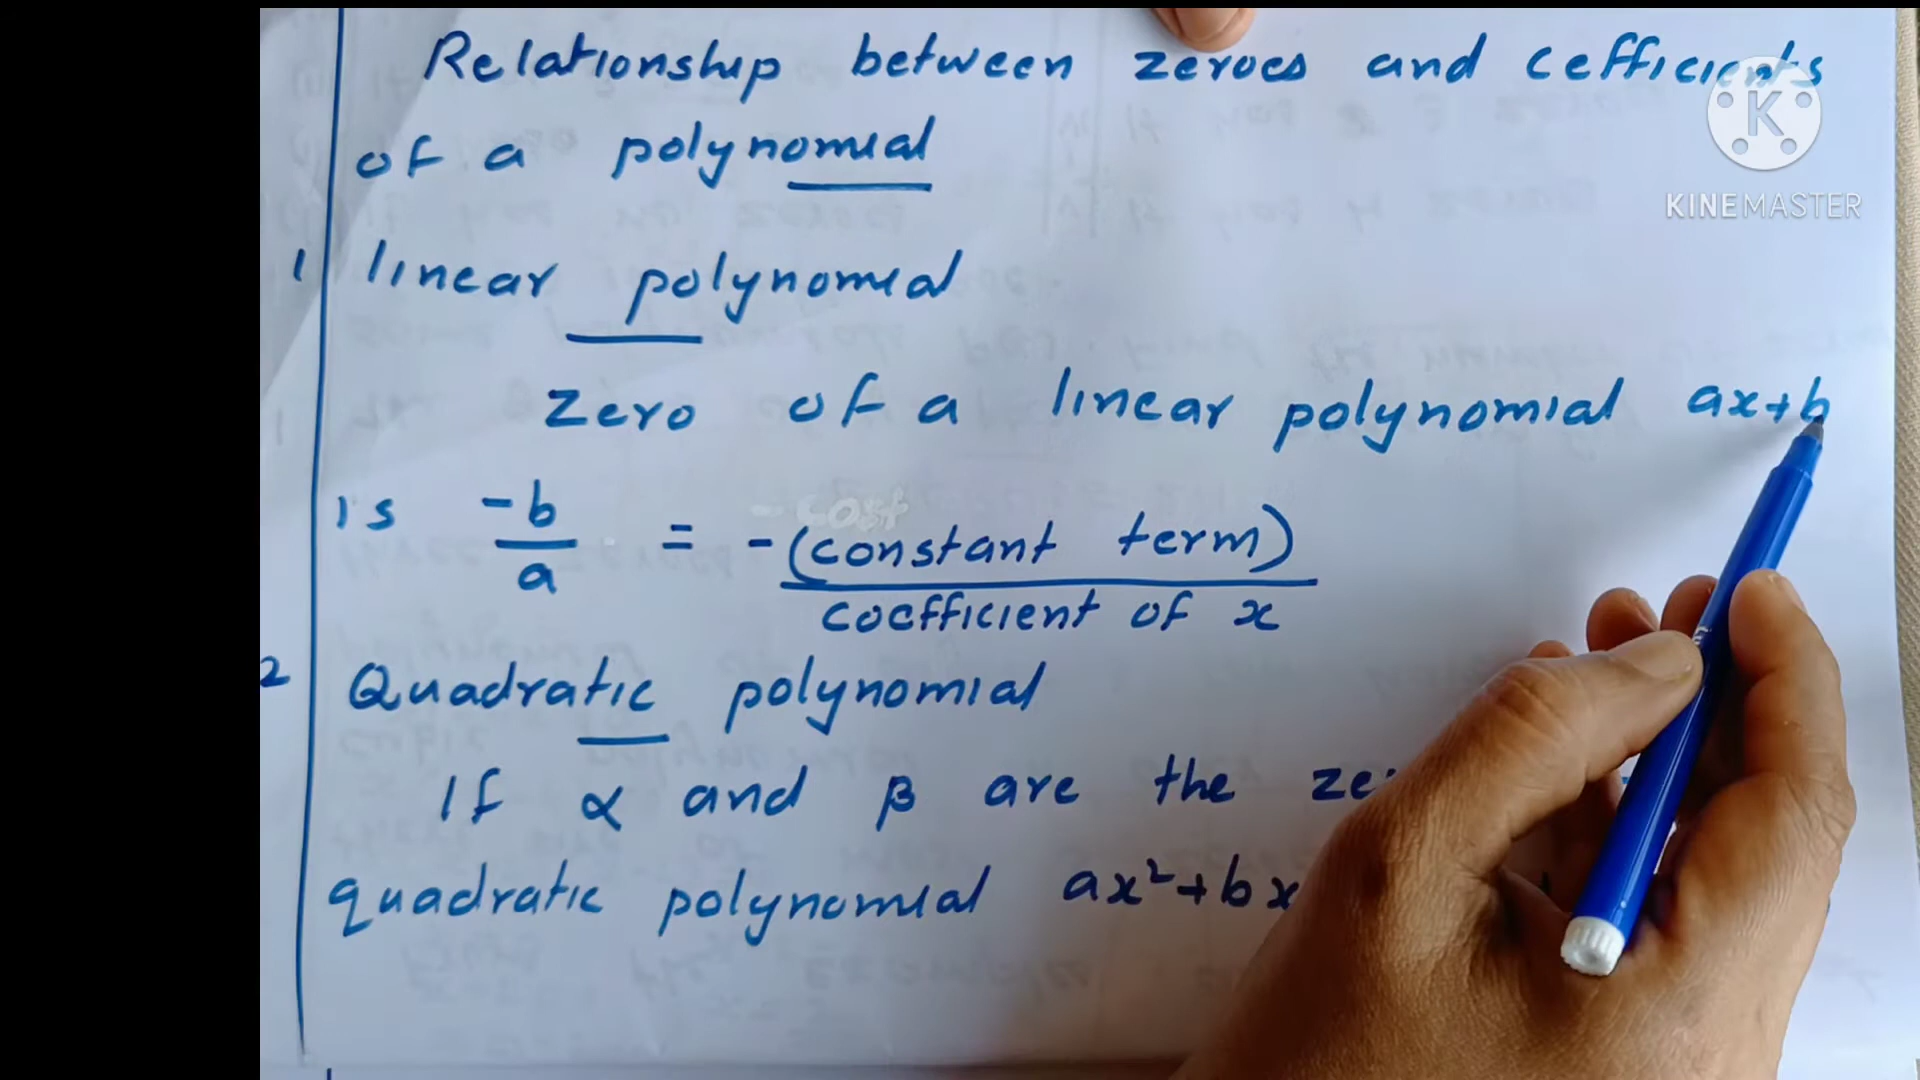 Relationship between zeroes and cefficients
of a polynomial
KINEMASTER
1 linear polynomial
zero of a linear polynomial ax+b
is -b/a = -(constant term)/coefficient of x
2 Quadratic polynomial
If α and β are the
quadratic polynomial ax²+bx